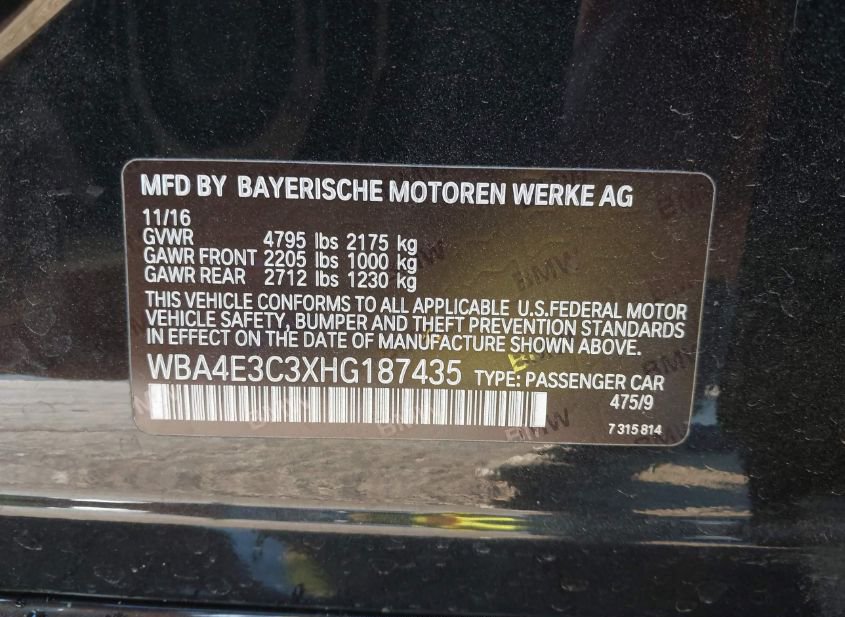 MFD BY BAYERISCHE MOTOREN WERKE AG
11/16
GVWR 4795 lbs 2175 kg
GAWR FRONT 2205 lbs 1000 kg
GAWR REAR 2712 lbs 1230 kg
THIS VEHICLE CONFORMS TO ALL APPLICABLE U.S.FEDERAL MOTOR
VEHICLE SAFETY, BUMPER AND THEFT PREVENTION STANDARDS
IN EFFECT ON THE DATE OF MANUFACTURE SHOWN ABOVE.
WBA4E3C3XHG187435 TYPE: PASSENGER CAR
475/9
7 315 814